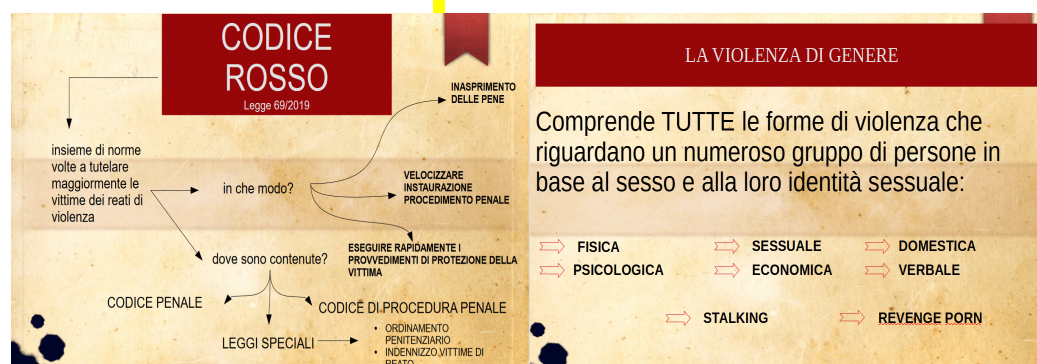 CODICE
ROSSO
Legge 69/2019
INASPRIMENTO
DELLE PENE
insieme di norme
volte a tutelare
maggiormente le
vittime dei reati di
violenza
in che modo?
VELOCIZZARE
INSTAURAZIONE
PROCEDIMENTO PENALE
ESEGUIRE RAPIDAMENTE I
PROVVEDIMENTI DI PROTEZIONE DELLA
VITTIMA
dove sono contenute?
CODICE PENALE
CODICE DI PROCEDURA PENALE
LEGGI SPECIALI
• ORDINAMENTO
PENITENZIARIO
• INDENNIZZO VITTIME DI
REATO
LA VIOLENZA DI GENERE
Comprende TUTTE le forme di violenza che
riguardano un numeroso gruppo di persone in
base al sesso e alla loro identità sessuale:
FISICA
SESSUALE
DOMESTICA
PSICOLOGICA
ECONOMICA
VERBALE
STALKING
REVENGE PORN